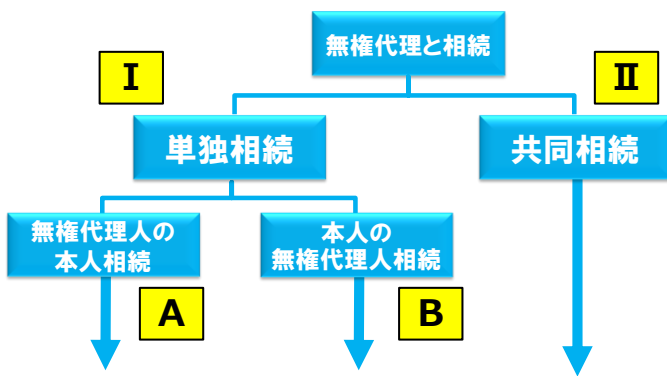 無権代理と相続
Ⅰ
Ⅱ
単独相続
共同相続
無権代理人の
本人相続
本人の
無権代理人相続
A
B